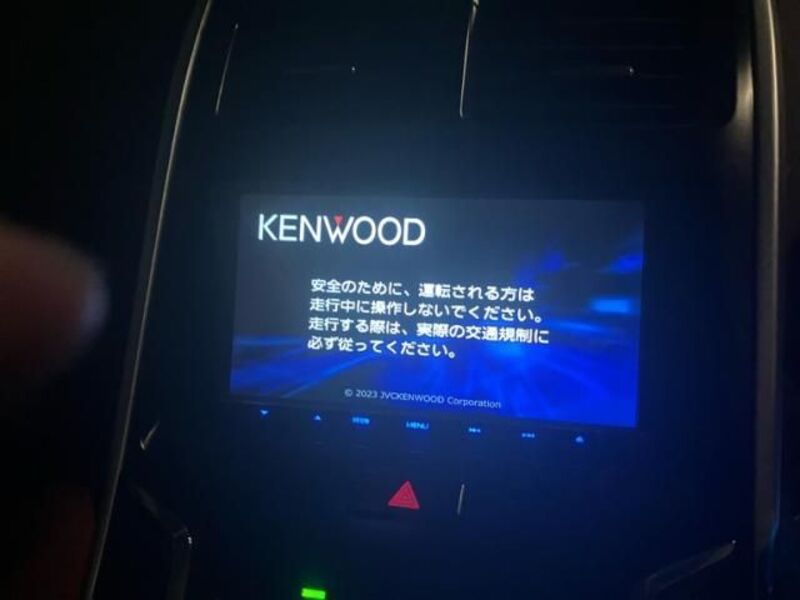 KENWOOD
安全のために、運転される方は
走行中に操作しないでください。
走行する際は、実際の交通規制に
必ず従ってください。
© 2023 JVCKENWOOD Corporation
MENU